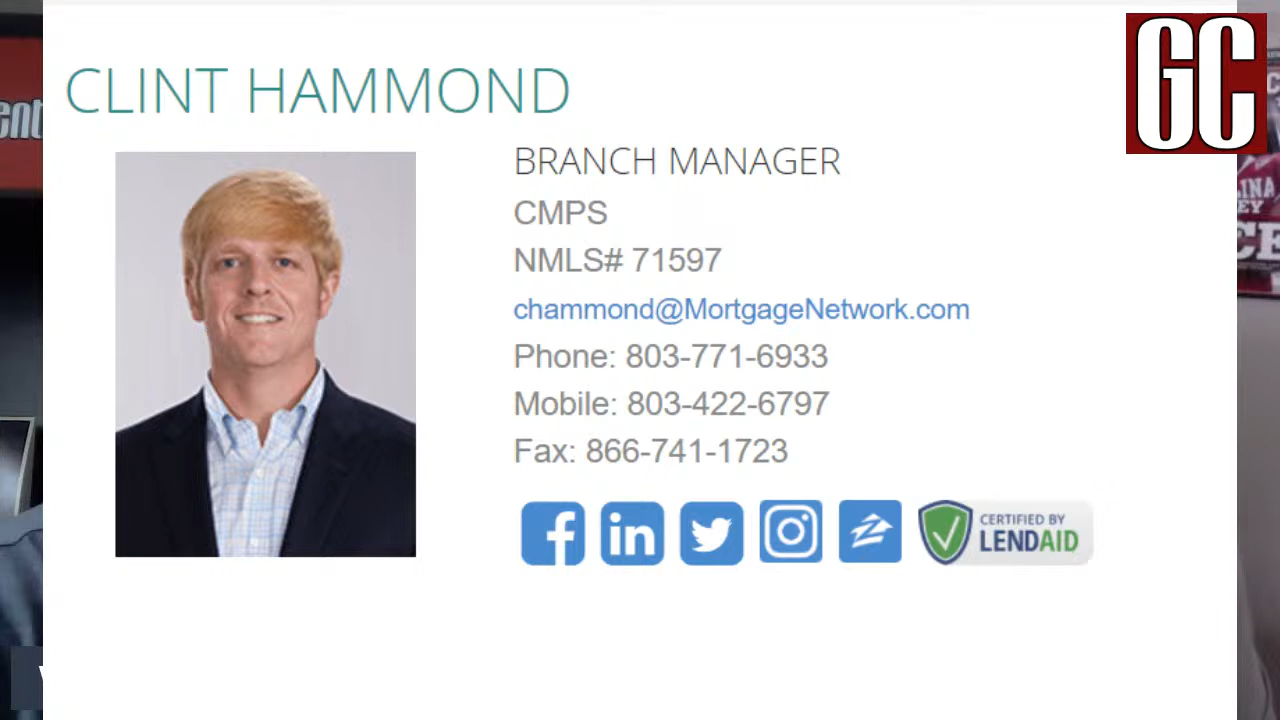 CLINT HAMMOND
GC
BRANCH MANAGER
CMPS
NMLS# 71597
chammond@MortgageNetwork.com
Phone: 803-771-6933
Mobile: 803-422-6797
Fax: 866-741-1723
CERTIFIED BY
LENDAID